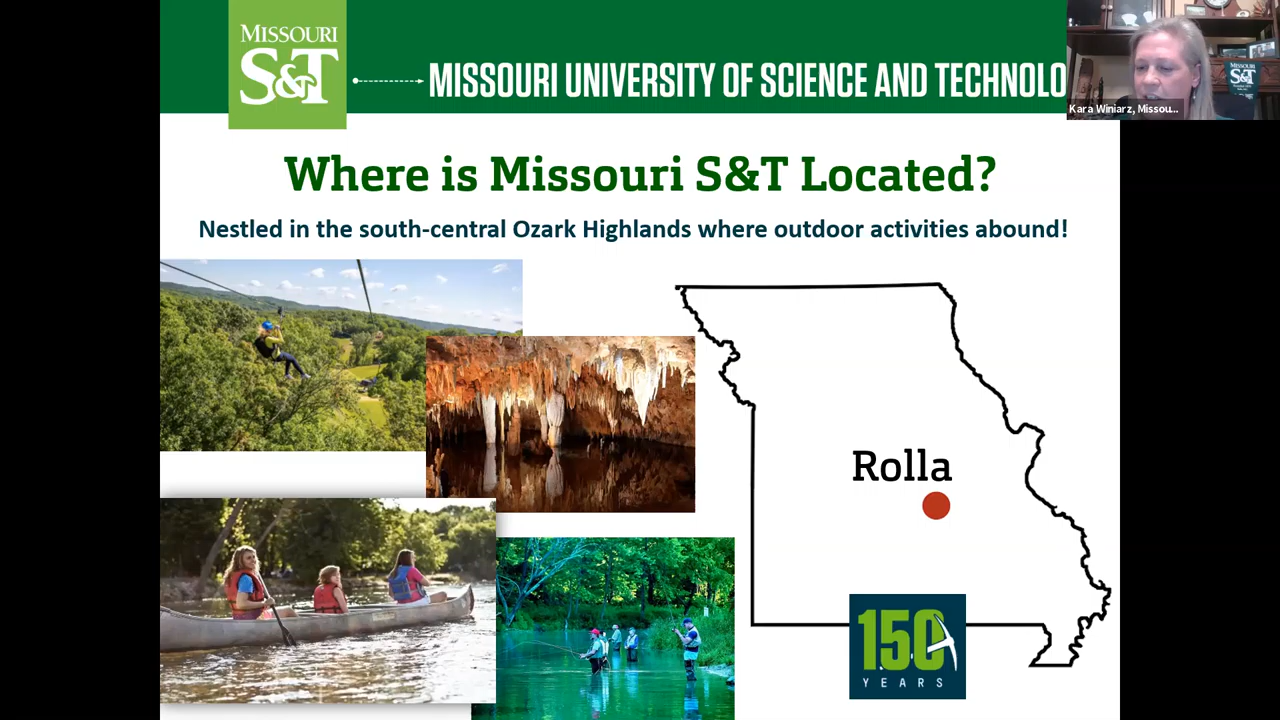 MISSOURI
S&T
MISSOURI UNIVERSITY OF SCIENCE AND TECHNOLO
Kara Winiarz, Missou...
MISSOURI
S&T
Where is Missouri S&T Located?
Nestled in the south-central Ozark Highlands where outdoor activities abound!
Rolla
150
YEARS